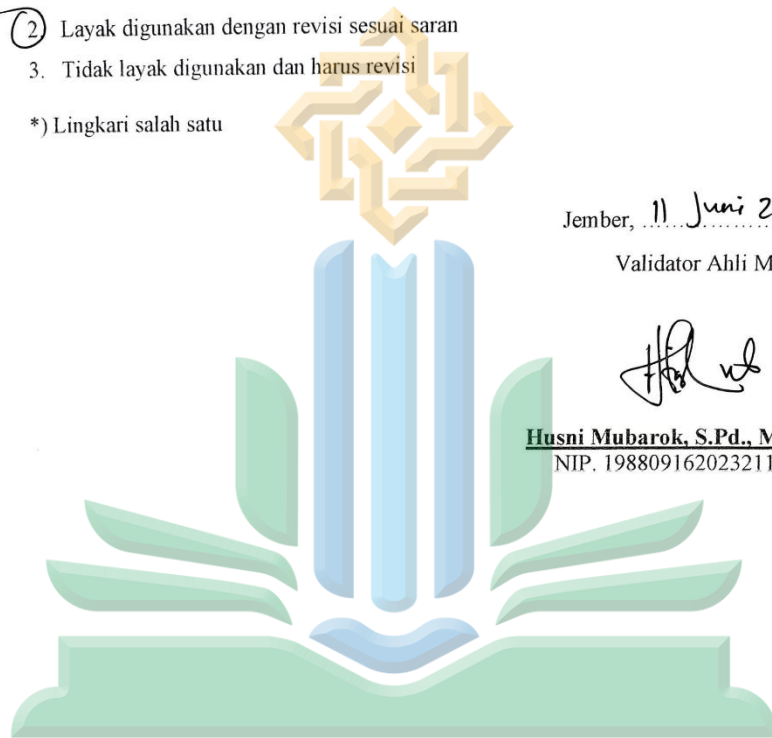 2. Layak digunakan dengan revisi sesuai saran
3. Tidak layak digunakan dan harus revisi
*) Lingkari salah satu
Jember, 11 Juni 2
Validator Ahli M
Husni Mubarok, S.Pd., M
NIP. 198809162023211